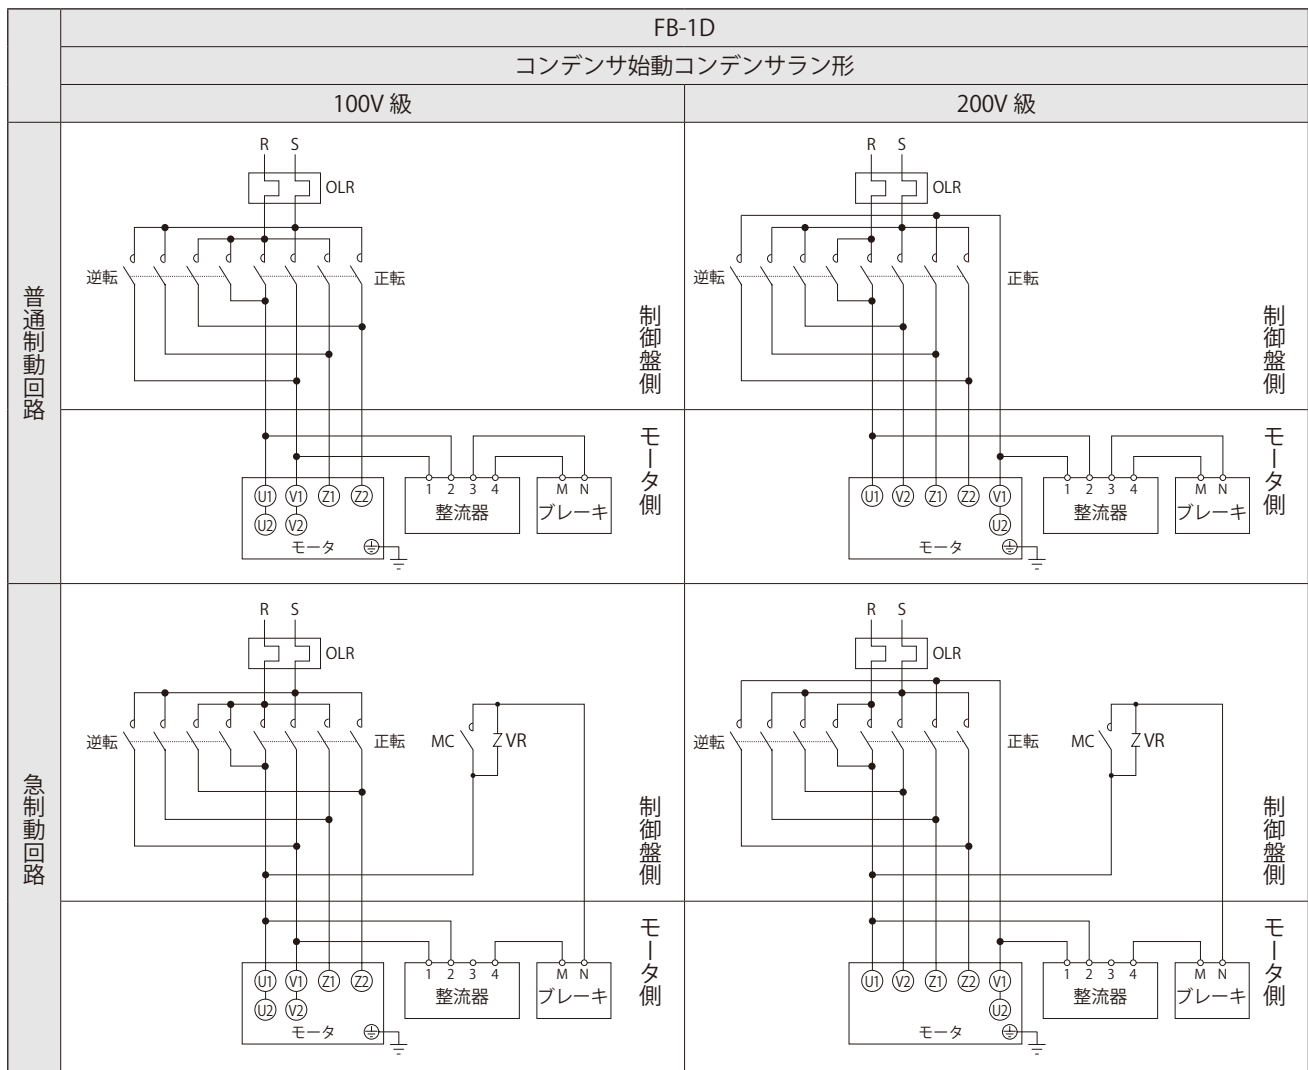 FB-1D
コンデンサ始動コンデンサラン形
100V 級
200V 級
普通制動回路
R S
OLR
逆転
正転
制御盤側
モータ側
U1 V1 Z1 Z2
U2 V2
モータ
1 2 3 4
整流器
M N
ブレーキ
R S
OLR
逆転
正転
制御盤側
モータ側
U1 V2 Z1 Z2 V1
U2
モータ
1 2 3 4
整流器
M N
ブレーキ
急制動回路
R S
OLR
逆転
正転
MC
VR
制御盤側
モータ側
U1 V1 Z1 Z2
U2 V2
モータ
1 2 3 4
整流器
M N
ブレーキ
R S
OLR
逆転
正転
MC
VR
制御盤側
モータ側
U1 V2 Z1 Z2 V1
U2
モータ
1 2 3 4
整流器
M N
ブレーキ